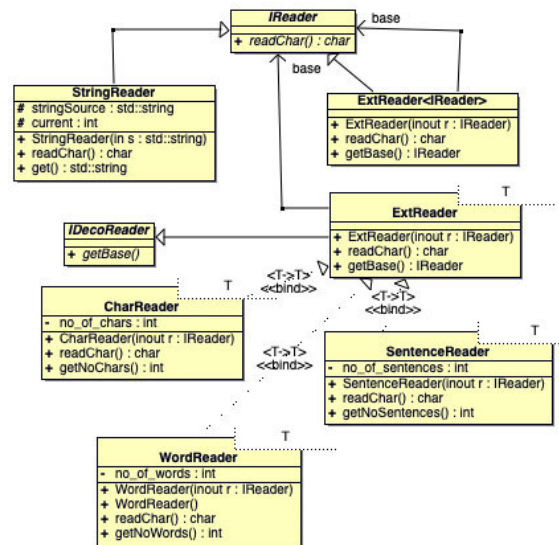 IReader
+ readChar() : char
base
base
StringReader
# stringSource : std::string
# current : int
+ StringReader(in s : std::string)
+ readChar() : char
+ get() : std::string
ExtReader<IReader>
+ ExtReader(inout r : IReader)
+ readChar() : char
+ getBase() : IReader
T
ExtReader
+ ExtReader(inout r : IReader)
+ readChar() : char
+ getBase() : IReader
IDecoReader
+ getBase()
<T->T>
<<bind>>
T
CharReader
- no_of_chars : int
+ CharReader(inout r : IReader)
+ readChar() : char
+ getNoChars() : int
<T->T>
<<bind>>
<T->T>
<<bind>>
T
SentenceReader
- no_of_sentences : int
+ SentenceReader(inout r : IReader)
+ readChar() : char
+ getNoSentences() : int
T
WordReader
- no_of_words : int
+ WordReader(inout r : IReader)
+ WordReader()
+ readChar() : char
+ getNoWords() : int